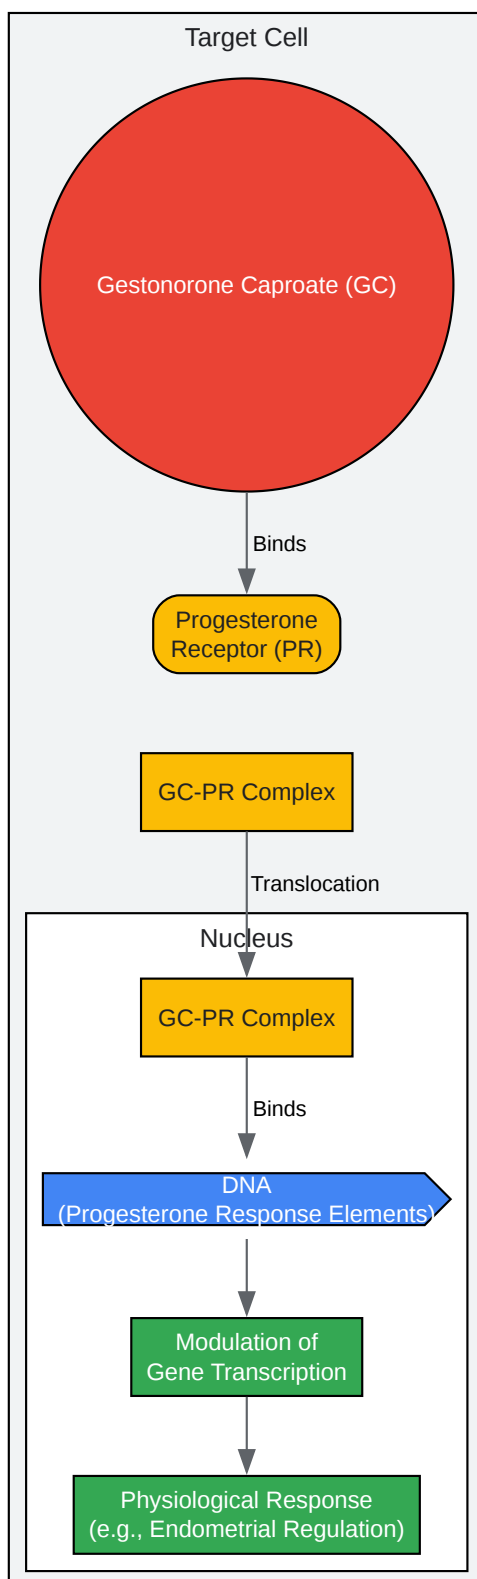 Target Cell
Gestonorone Caproate (GC)
Binds
Progesterone
Receptor (PR)
GC-PR Complex
Translocation
Nucleus
GC-PR Complex
Binds
DNA
(Progesterone Response Elements)
Modulation of
Gene Transcription
Physiological Response
(e.g., Endometrial Regulation)